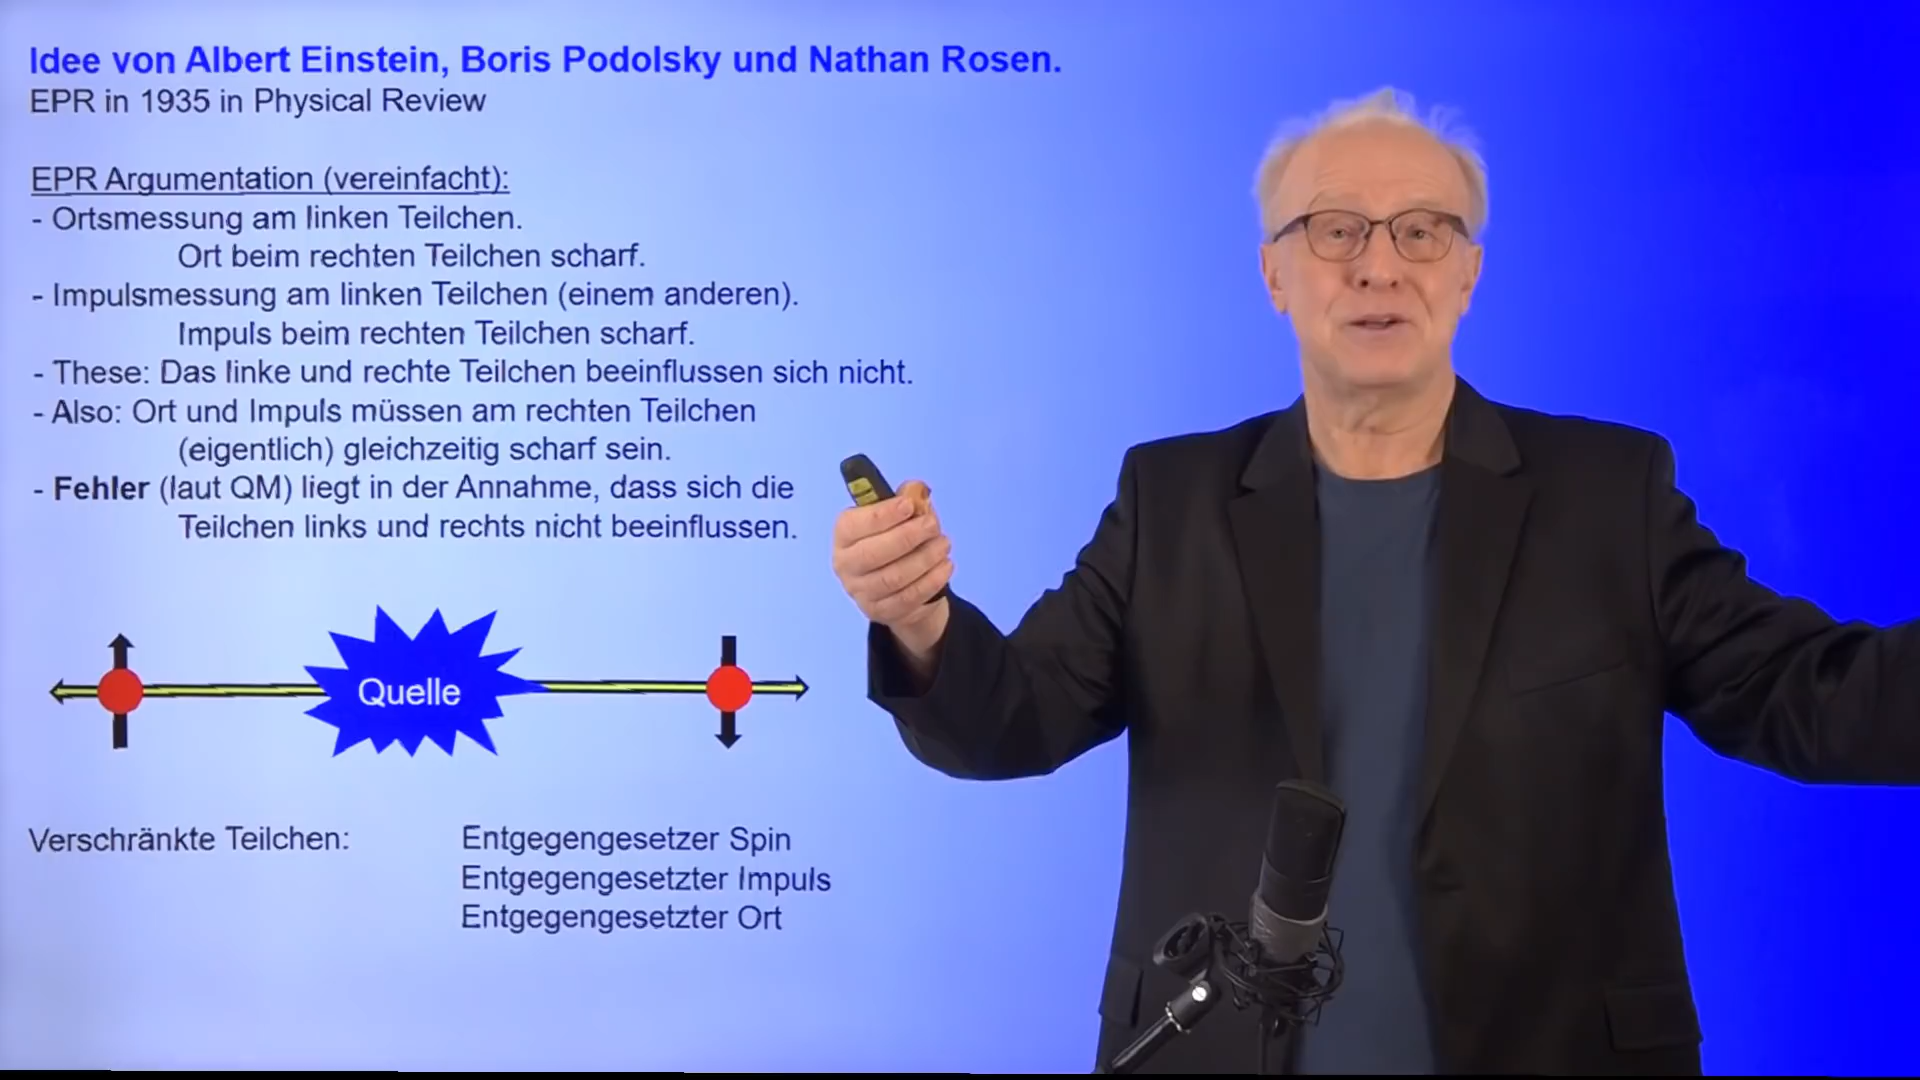 Idee von Albert Einstein, Boris Podolsky und Nathan Rosen.
EPR in 1935 in Physical Review
EPR Argumentation (vereinfacht):
- Ortsmessung am linken Teilchen.
Ort beim rechten Teilchen scharf.
- Impulsmessung am linken Teilchen (einem anderen).
Impuls beim rechten Teilchen scharf.
- These: Das linke und rechte Teilchen beeinflussen sich nicht.
- Also: Ort und Impuls müssen am rechten Teilchen
(eigentlich) gleichzeitig scharf sein.
- Fehler (laut QM) liegt in der Annahme, dass sich die
Teilchen links und rechts nicht beeinflussen.
Quelle
Verschränkte Teilchen: Entgegengesetzer Spin
Entgegengesetzter Impuls
Entgegengesetzter Ort